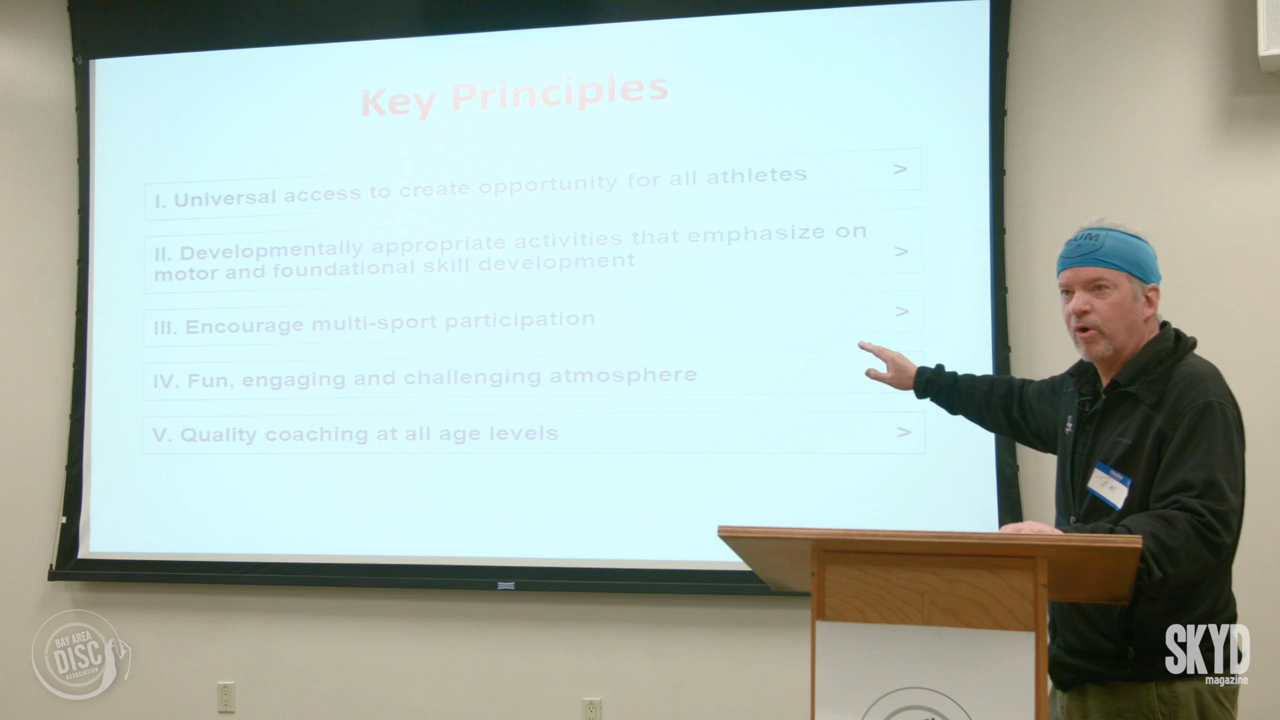 Key Principles
I. Universal access to create opportunity for all athletes >
II. Developmentally appropriate activities that emphasize on
motor and foundational skill development >
III. Encourage multi-sport participation >
IV. Fun, engaging and challenging atmosphere
V. Quality coaching at all age levels >
BAY AREA
DISC
ASSOCIATION
SKYD
magazine